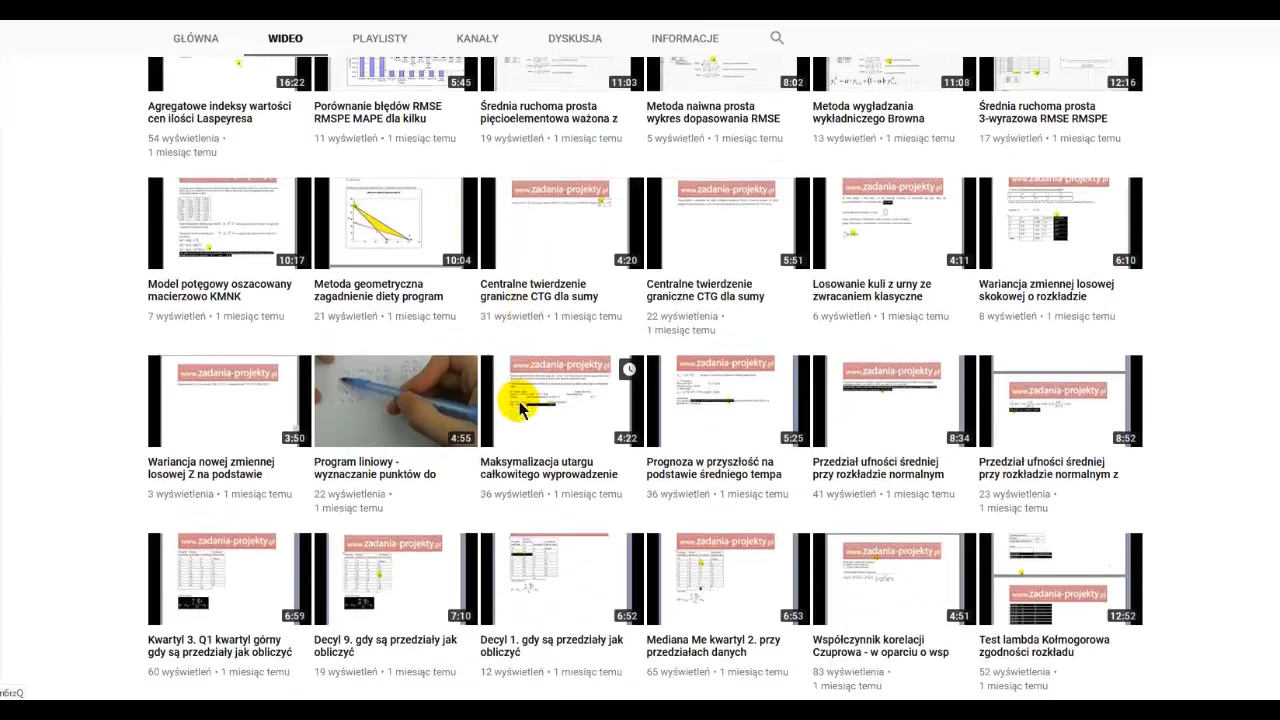 GŁÓWNA WIDEO PLAYLISTY KANAŁY DYSKUSJA INFORMACJE
16:22 5:45 11:03 8:02 11:08 12:16
Agregatowe indeksy wartości Porównanie błędów RMSE Średnia ruchoma prosta Metoda naiwna prosta Metoda wygładzania Średnia ruchoma prosta
cen ilości Laspeyresa RMSPE MAPE dla kilku pięcioelementowa ważona z wykres dopasowania RMSE wykładniczego Browna 3-wyrazowa RMSE RMSPE
54 wyświetlenia • 11 wyświetleń • 1 miesiąc temu 19 wyświetleń • 1 miesiąc temu 5 wyświetleń • 1 miesiąc temu 13 wyświetleń • 1 miesiąc temu 17 wyświetleń • 1 miesiąc temu
1 miesiąc temu
www.zadania-projekty.pl www.zadania-projekty.pl www.zadania-projekty.pl www.zadania-projekty.pl
10:17 10:04 4:20 5:51 4:11 6:10
Model potęgowy oszacowany Metoda geometryczna Centralne twierdzenie Centralne twierdzenie Losowanie kuli z urny ze Wariancja zmiennej losowej
macierzowo KMNK zagadnienie diety program graniczne CTG dla sumy graniczne CTG dla sumy zwracaniem klasyczne skokowej o rozkładzie
7 wyświetleń • 1 miesiąc temu 21 wyświetleń • 1 miesiąc temu 31 wyświetleń • 1 miesiąc temu 22 wyświetlenia • 6 wyświetleń • 1 miesiąc temu 8 wyświetleń • 1 miesiąc temu
1 miesiąc temu
www.zadania-projekty.pl www.zadania-projekty.pl www.zadania-projekty.pl www.zadania-projekty.pl www.zadania-projekty.pl
3:50 4:55 4:22 5:25 8:34 8:52
Wariancja nowej zmiennej Program liniowy - Maksymalizacja utargu Prognoza w przyszłość na Przedział ufności średniej Przedział ufności średniej
losowej Z na podstawie wyznaczanie punktów do całkowitego wyprowadzenie podstawie średniego tempa przy rozkładzie normalnym przy rozkładzie normalnym z
3 wyświetlenia • 1 miesiąc temu 22 wyświetlenia • 36 wyświetleń • 1 miesiąc temu 36 wyświetleń • 1 miesiąc temu 41 wyświetleń • 1 miesiąc temu 23 wyświetlenia •
1 miesiąc temu 1 miesiąc temu
www.zadania-projekty.pl www.zadania-projekty.pl www.zadania-projekty.pl www.zadania-projekty.pl www.zadania-projekty.pl
6:59 7:10 6:52 6:53 4:51 12:52
Kwartyl 3. Q1 kwartyl górny Decyl 9. gdy są przedziały jak Decyl 1. gdy są przedziały jak Mediana Me kwartyl 2. przy Współczynnik korelacji Test lambda Kołmogorowa
gdy są przedziały jak obliczyć obliczyć obliczyć przedziałach danych Czuprowa - w oparciu o wsp zgodności rozkładu
60 wyświetleń • 1 miesiąc temu 19 wyświetleń • 1 miesiąc temu 12 wyświetleń • 1 miesiąc temu 65 wyświetleń • 1 miesiąc temu 83 wyświetlenia • 52 wyświetlenia •
1 miesiąc temu 1 miesiąc temu
n6rzQ